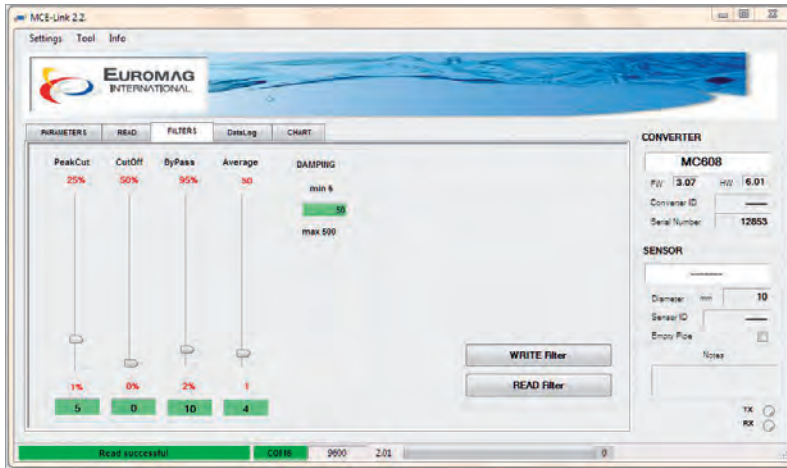 MCE-Link 2.2.
Settings Tool Info
EUROMAG
INTERNATIONAL
PARAMETERS READ FILTERS DataLog CHART
PeakCut CutOff ByPass Average DAMPING
25% 50% 95% 50
min 6
50
max 500
1% 0% 2% 1
5 0 10 4
WRITE Filter
READ Filter
CONVERTER
MC608
FW 3.07 HW 6.01
Converter ID -----
Serial Number 12853
SENSOR
--------
Diameter mm 10
Sensor ID -----
Empty Pipe
Notes
TX
RX
Read successful COM6 9600 2.01 0